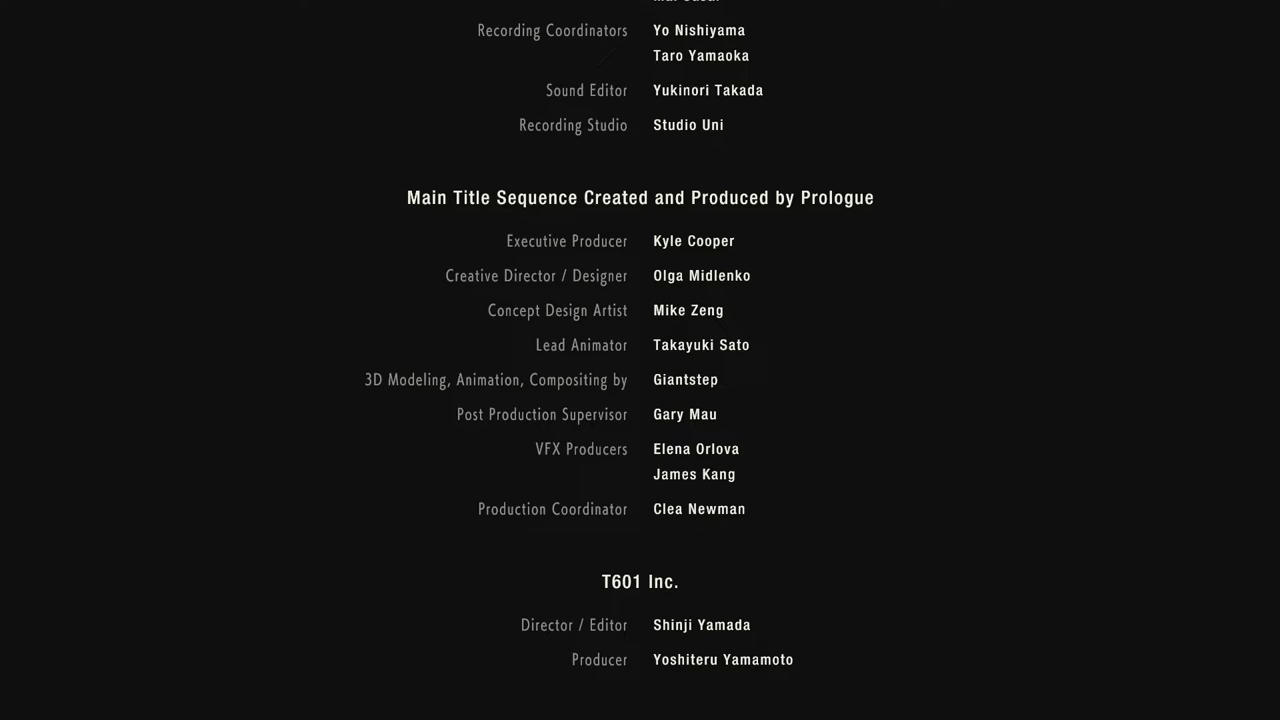 Recording Coordinators Yo Nishiyama
Taro Yamaoka
Sound Editor Yukinori Takada
Recording Studio Studio Uni
Main Title Sequence Created and Produced by Prologue
Executive Producer Kyle Cooper
Creative Director / Designer Olga Midlenko
Concept Design Artist Mike Zeng
Lead Animator Takayuki Sato
3D Modeling, Animation, Compositing by Giantstep
Post Production Supervisor Gary Mau
VFX Producers Elena Orlova
James Kang
Production Coordinator Clea Newman
T601 Inc.
Director / Editor Shinji Yamada
Producer Yoshiteru Yamamoto